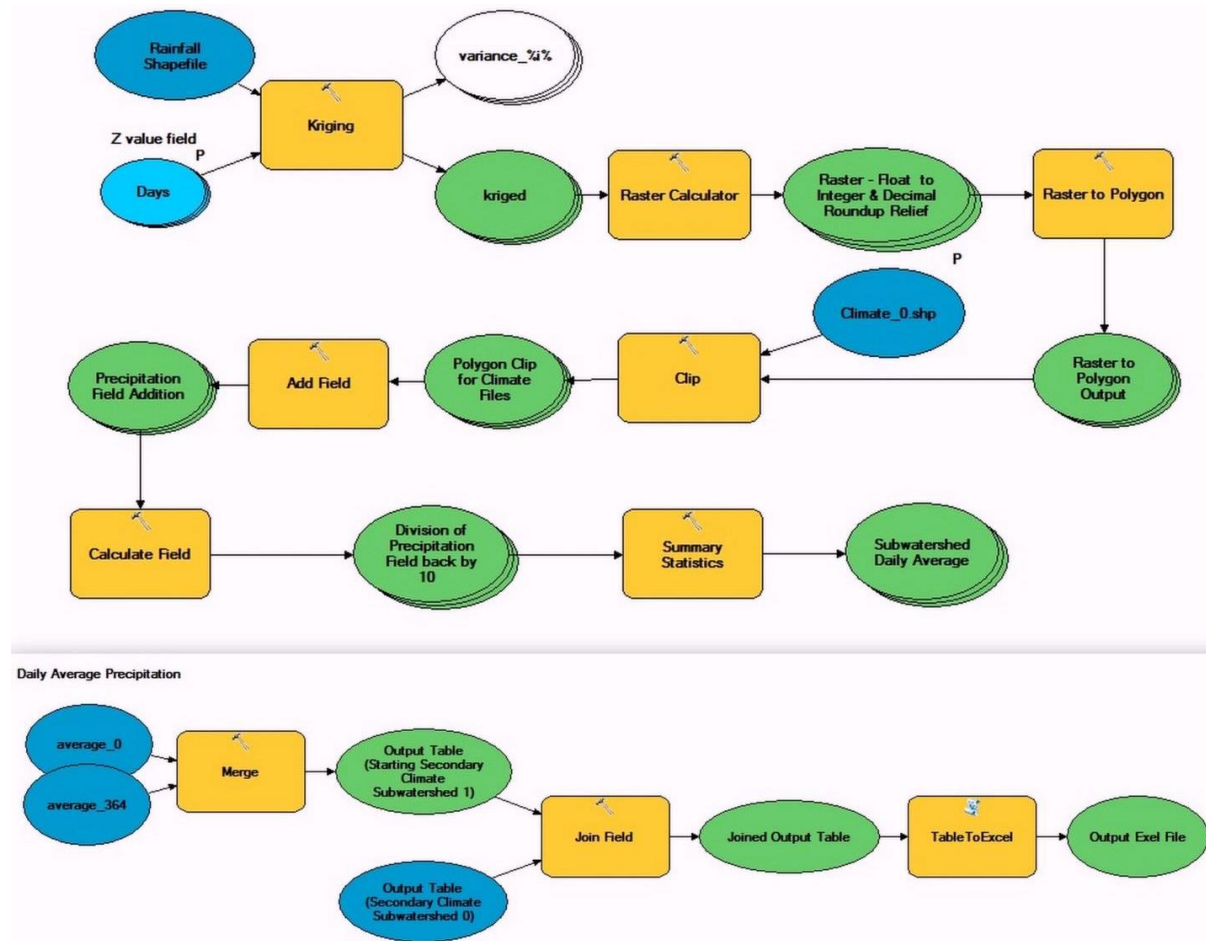 Rainfall
Shapefile
variance_%i%
Kriging
Z value field
P
Days
kriged
Raster Calculator
Raster - Float to
Integer & Decimal
Roundup Relief
Raster to Polygon
P
Climate_0.shp
Precipitation
Field Addition
Add Field
Polygon Clip
for Climate
Files
Clip
Raster to
Polygon
Output
Calculate Field
Division of
Precipitation
Field back by
10
Summary
Statistics
Subwatershed
Daily Average
Daily Average Precipitation
average_0
average_364
Merge
Output Table
(Starting Secondary
Climate
Subwatershed 1)
Join Field
Joined Output Table
TableToExcel
Output Exel File
Output Table
(Secondary Climate
Subwatershed 0)